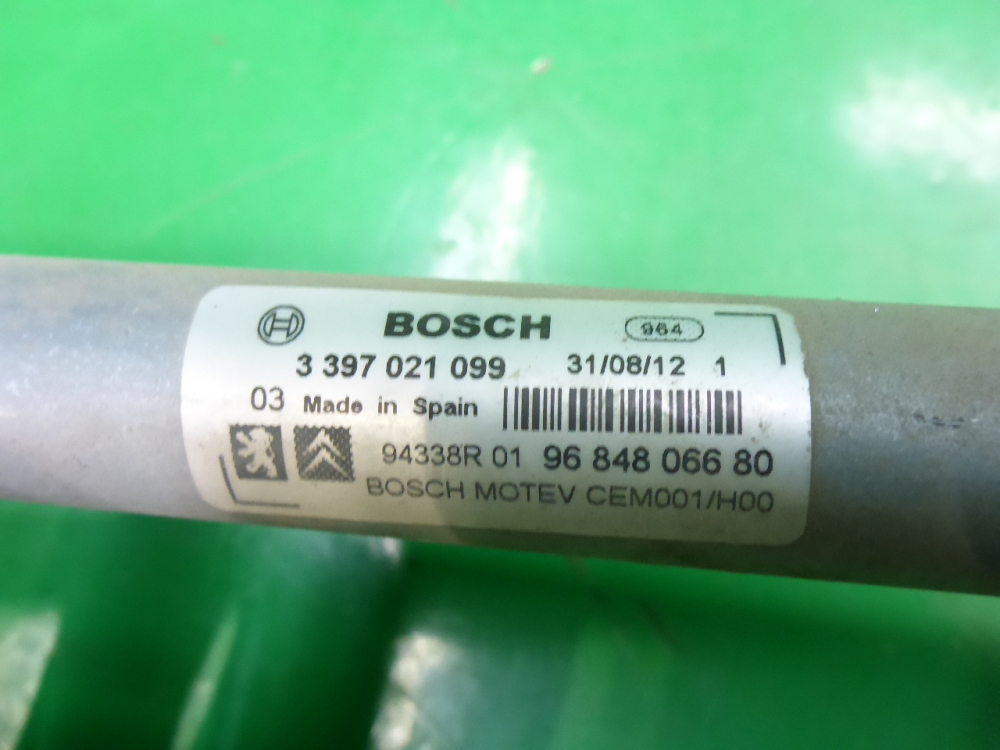 BOSCH 964
3 397 021 099 31/08/12 1
03 Made in Spain
94338R 01 96 848 066 80
BOSCH MOTEV CEM001/H00